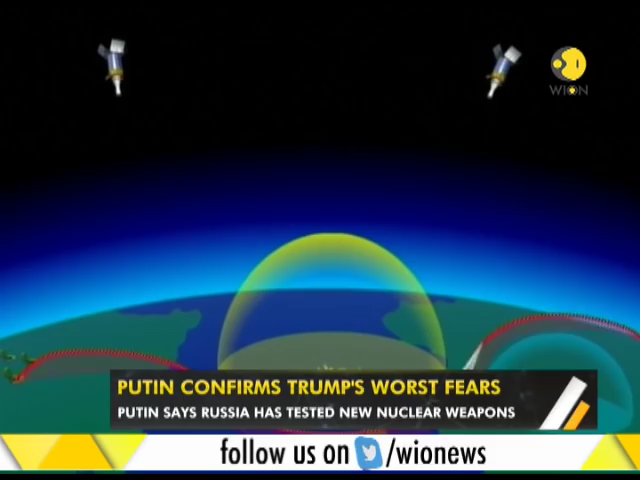 WION
PUTIN CONFIRMS TRUMP'S WORST FEARS
PUTIN SAYS RUSSIA HAS TESTED NEW NUCLEAR WEAPONS
follow us on /wionews